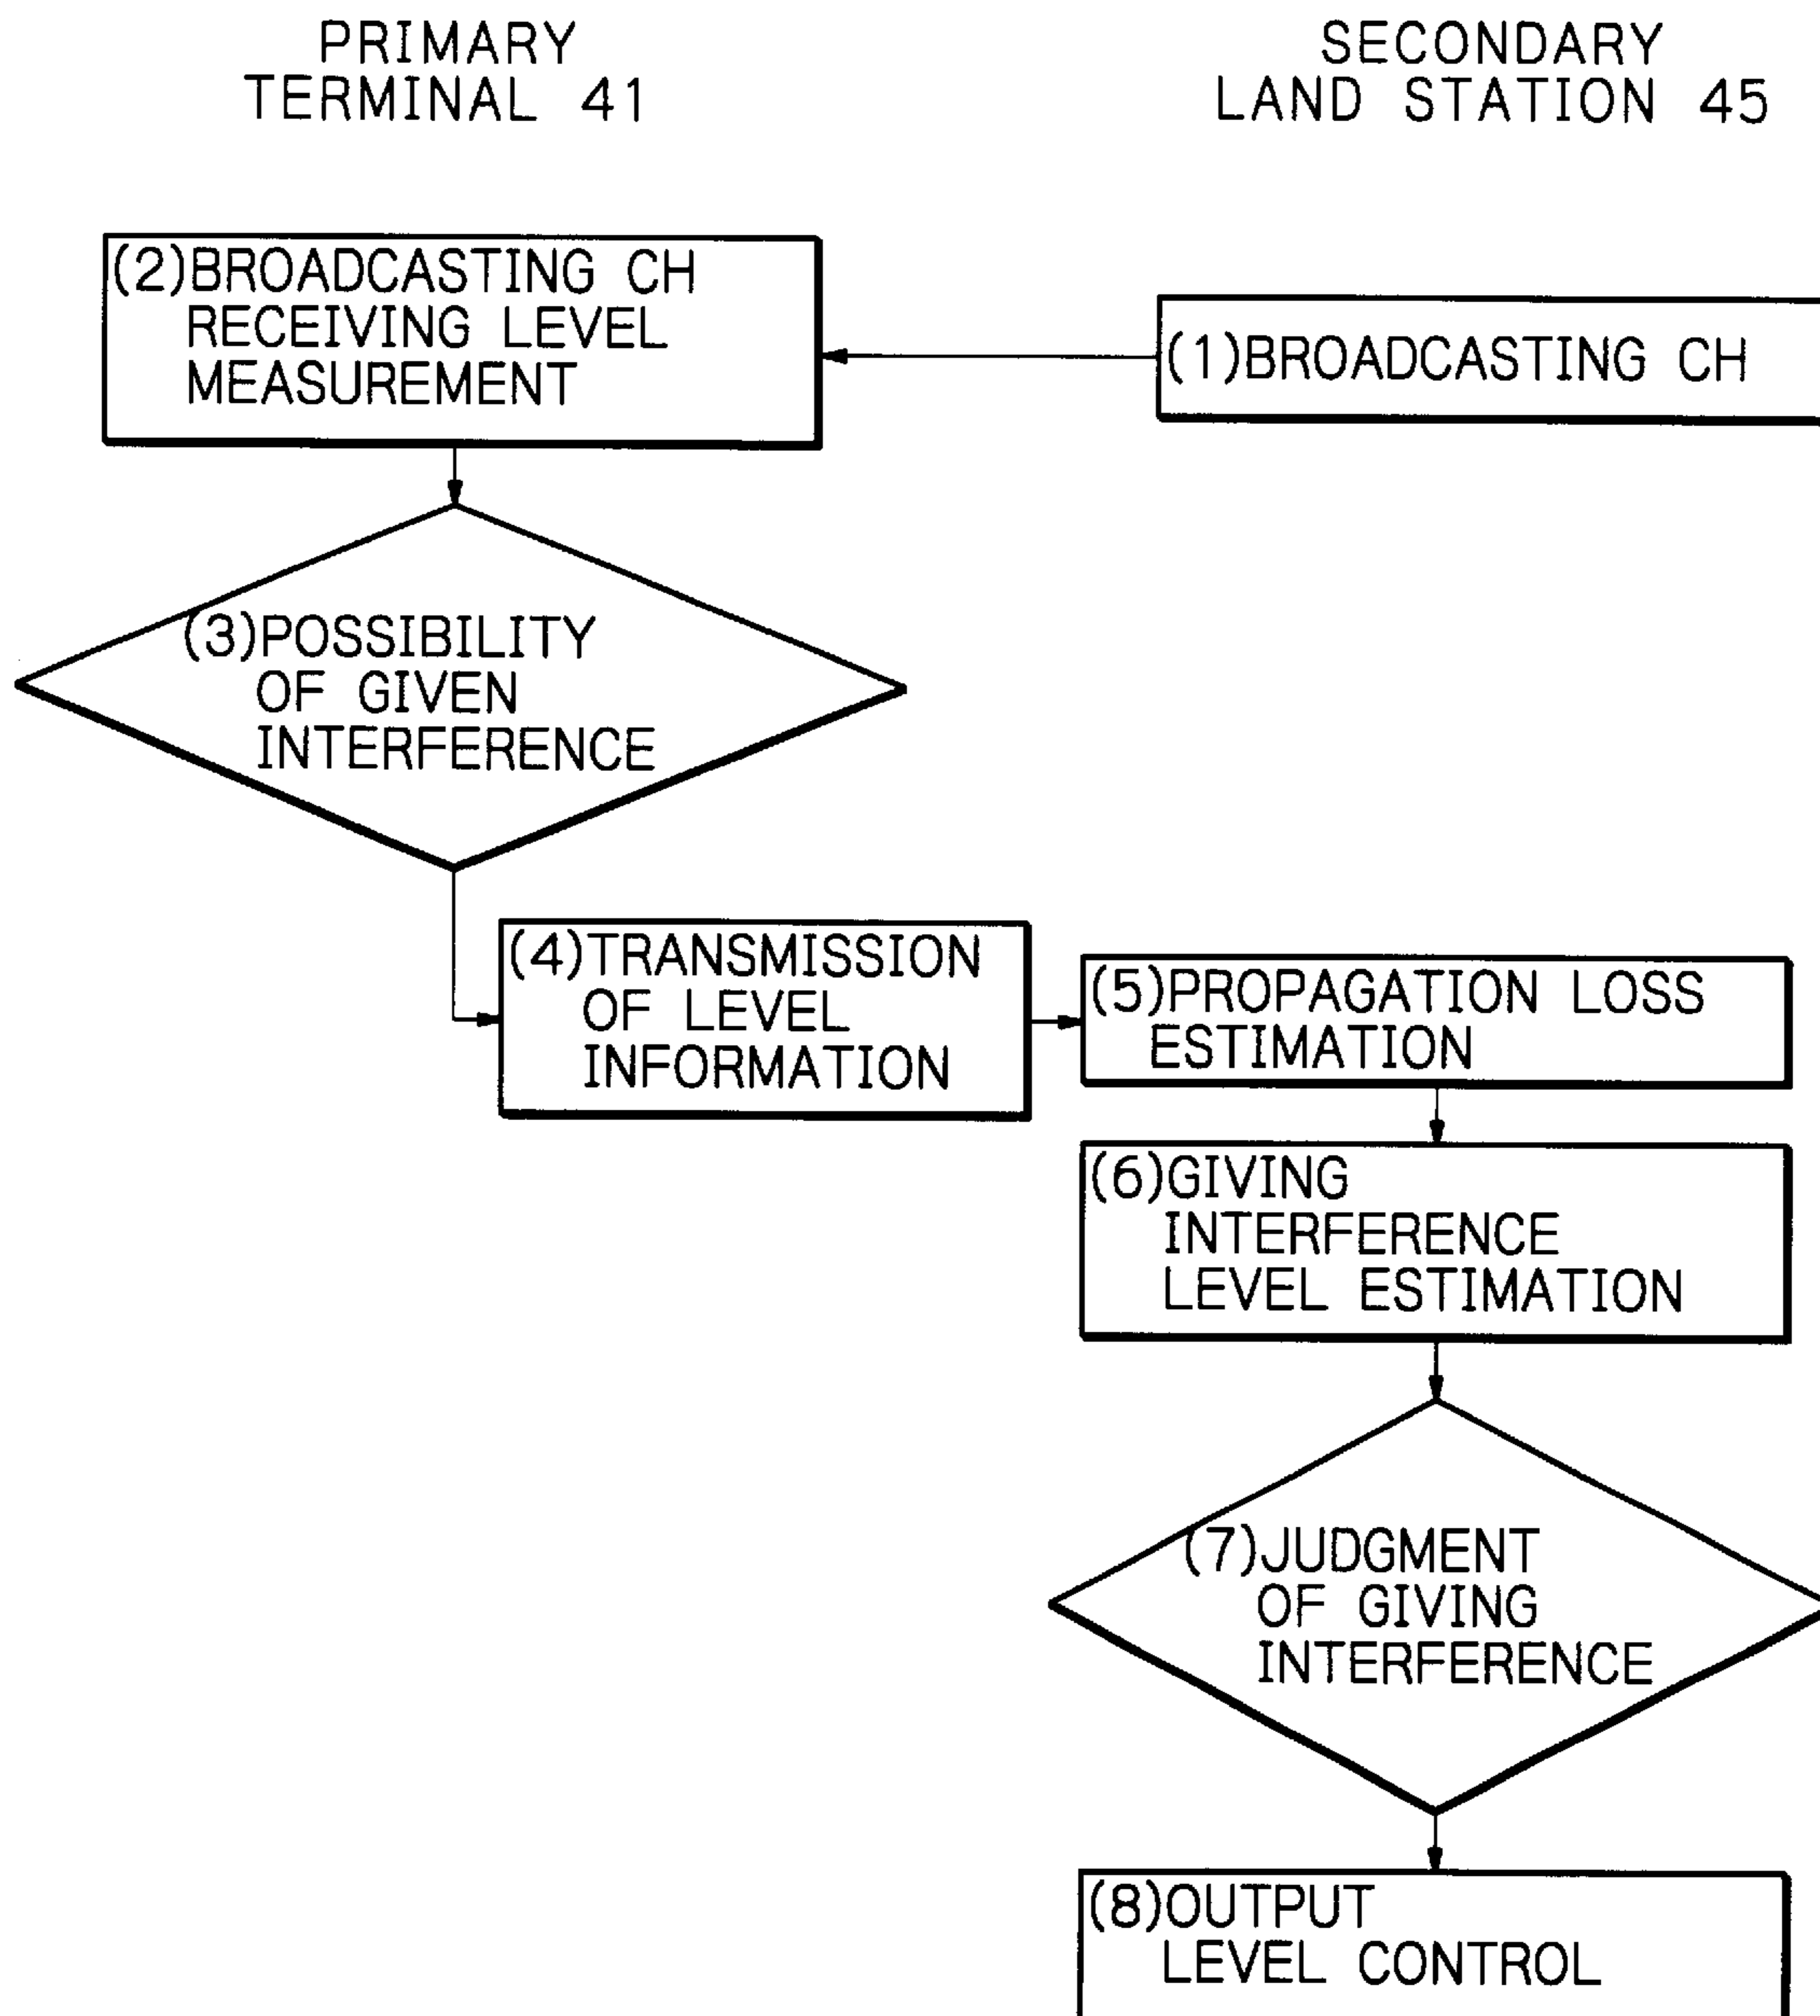 PRIMARY
TERMINAL 41
SECONDARY
LAND STATION 45
(2)BROADCASTING CH
RECEIVING LEVEL
MEASUREMENT
(1)BROADCASTING CH
(3)POSSIBILITY
OF GIVEN
INTERFERENCE
(4)TRANSMISSION
OF LEVEL
INFORMATION
(5)PROPAGATION LOSS
ESTIMATION
(6)GIVING
INTERFERENCE
LEVEL ESTIMATION
(7)JUDGMENT
OF GIVING
INTERFERENCE
(8)OUTPUT
LEVEL CONTROL